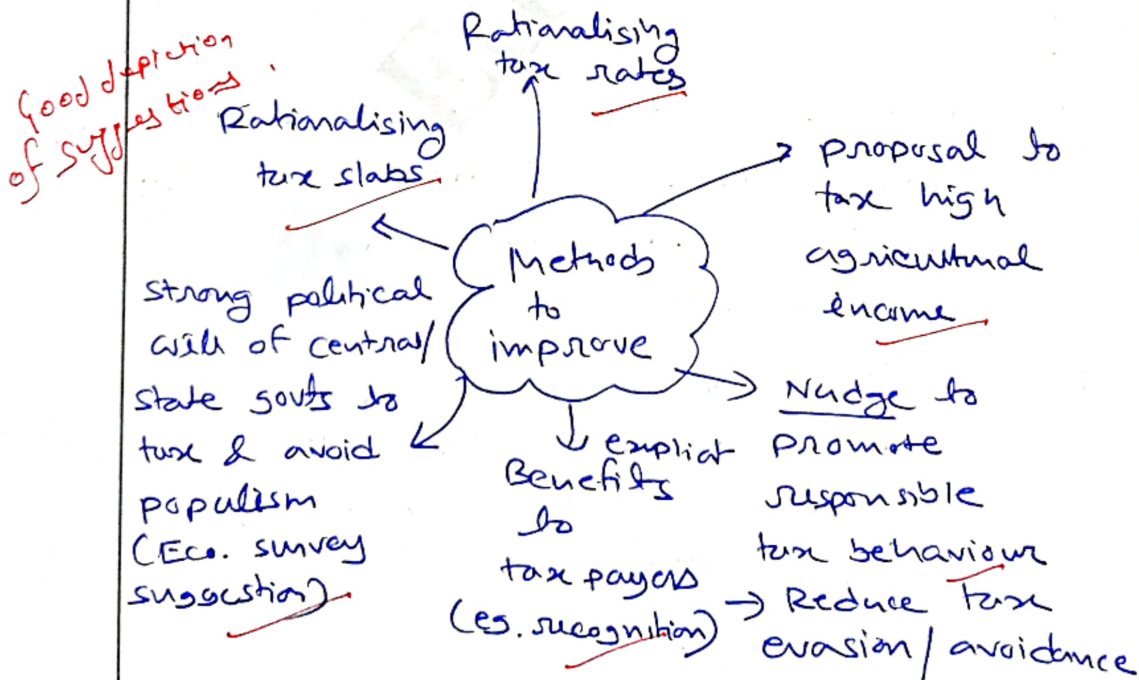 Good depiction
of suggestions.
Rationalising
tax rates
Rationalising
tax slabs
proposal to
tax high
agricultural
income
Methods
to
improve
Strong political
will of central/
state govts to
tax & avoid
populism
(Eco. survey
suggestion)
explict
Benefits
to
tax payers
(eg. recognition)
Nudge to
promote
responsible
tax behaviour
→ Reduce tax
evasion / avoidance